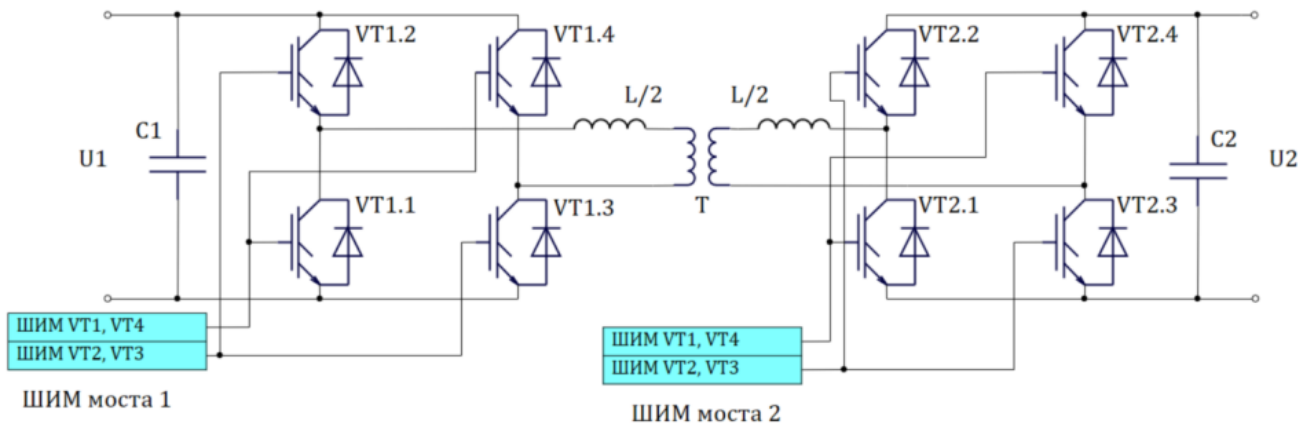 VT1.2
VT1.4
VT2.2
VT2.4
L/2
L/2
C1
C2
U1
U2
VT1.1
VT1.3
T
VT2.1
VT2.3
ШИМ VT1, VT4
ШИМ VT2, VT3
ШИМ VT1, VT4
ШИМ VT2, VT3
ШИМ моста 1
ШИМ моста 2